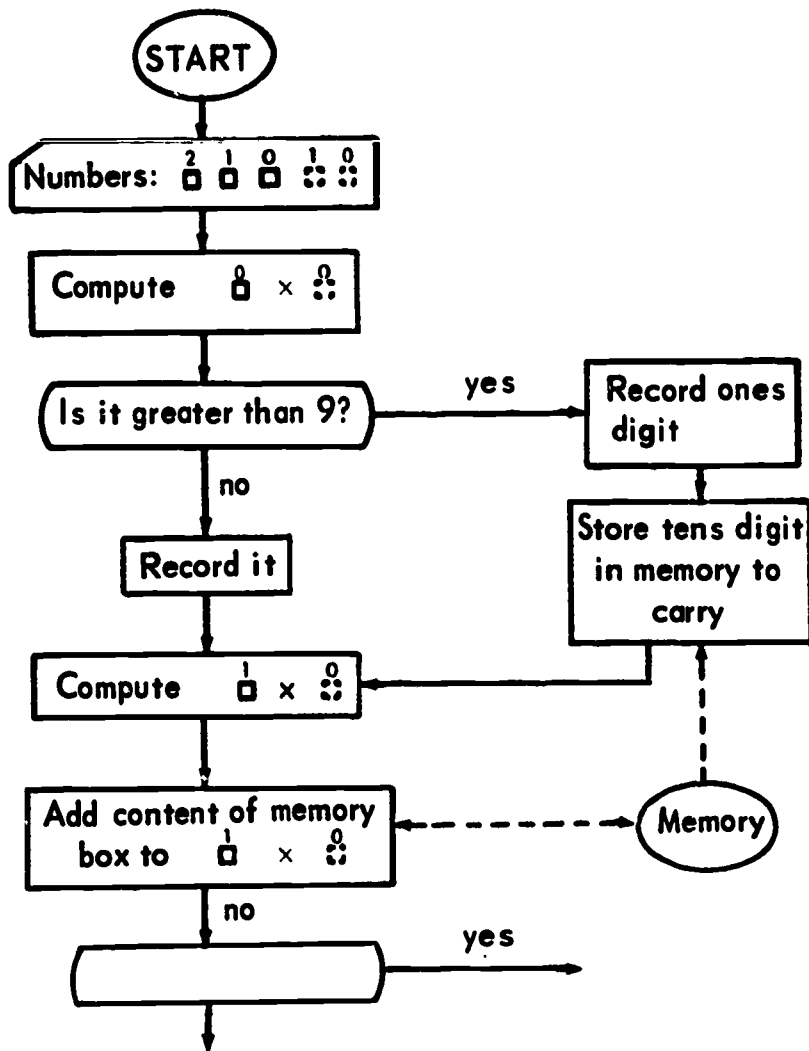 START
2 1 0 1 0
Numbers: □ □ □ □ □
0 0
Compute □ × □
Is it greater than 9?
yes
Record ones
digit
no
Record it
Store tens digit
in memory to
carry
1 0
Compute □ × □
Add content of memory
1 0
box to □ × □
Memory
no
yes